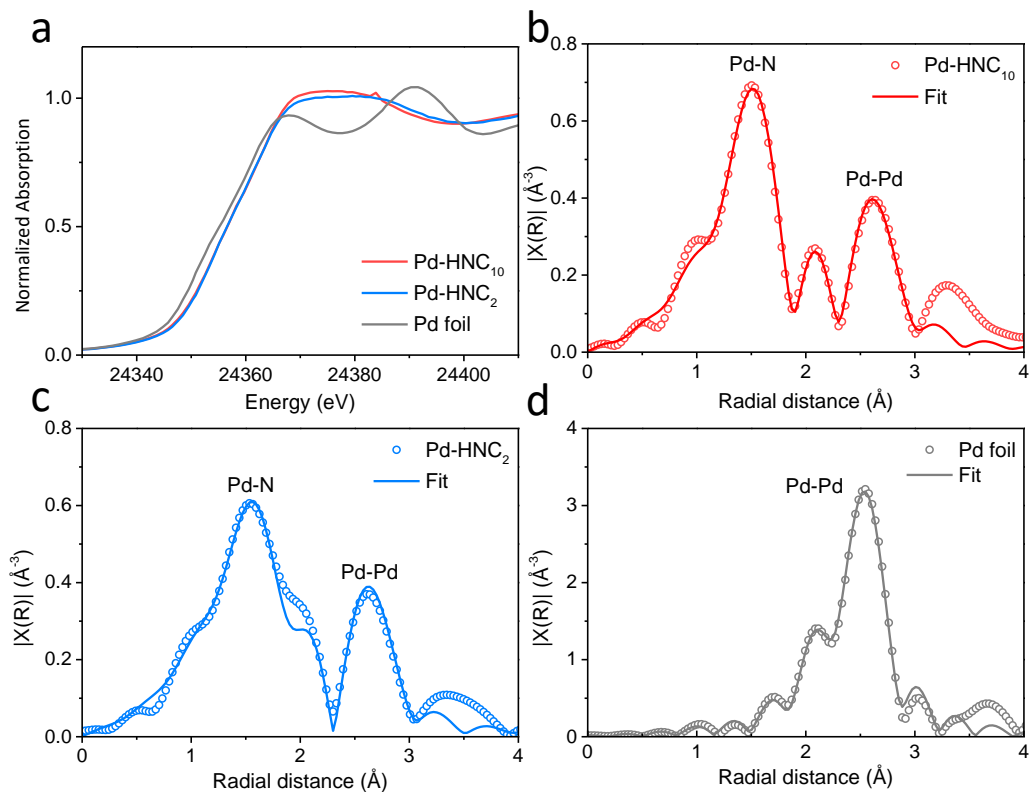 a
1.0
0.5
0.0
Normalized Absorption
Pd-HNC₁₀
Pd-HNC₂
Pd foil
24340 24360 24380 24400
Energy (eV)
b
0.8
0.6
0.4
0.2
0.0
|X(R)| (Å⁻³)
Pd-N
Pd-Pd
Pd-HNC₁₀
Fit
0 1 2 3 4
Radial distance (Å)
c
0.8
0.6
0.4
0.2
0.0
|X(R)| (Å⁻³)
Pd-N
Pd-Pd
Pd-HNC₂
Fit
0 1 2 3 4
Radial distance (Å)
d
4
3
2
1
0
|X(R)| (Å⁻³)
Pd-Pd
Pd foil
Fit
0 1 2 3 4
Radial distance (Å)